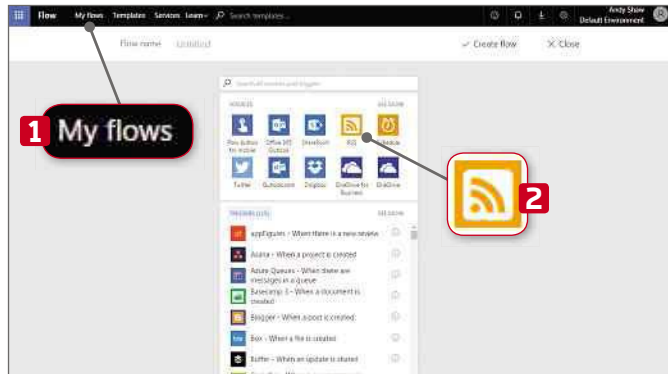 Flow My flows Templates Services Learn Search templates...
Andy Shaw
Default Environment
Flow name Untitled
Create flow Close
1 My flows
2
Search all services and triggers
SERVICES SEE MORE
Flow button for mobile
Office 365 Outlook
SharePoint
RSS
Schedule
Twitter
Outlook.com
Dropbox
OneDrive for Business
OneDrive
TRIGGERS SEE MORE
appFigures - When there is a new review
Asana - When a project is created
Azure Queues - When there are
messages in a queue
Basecamp 3 - When a document is
created
Blogger - When a post is created
Box - When a file is created
Buffer - When an update is shared